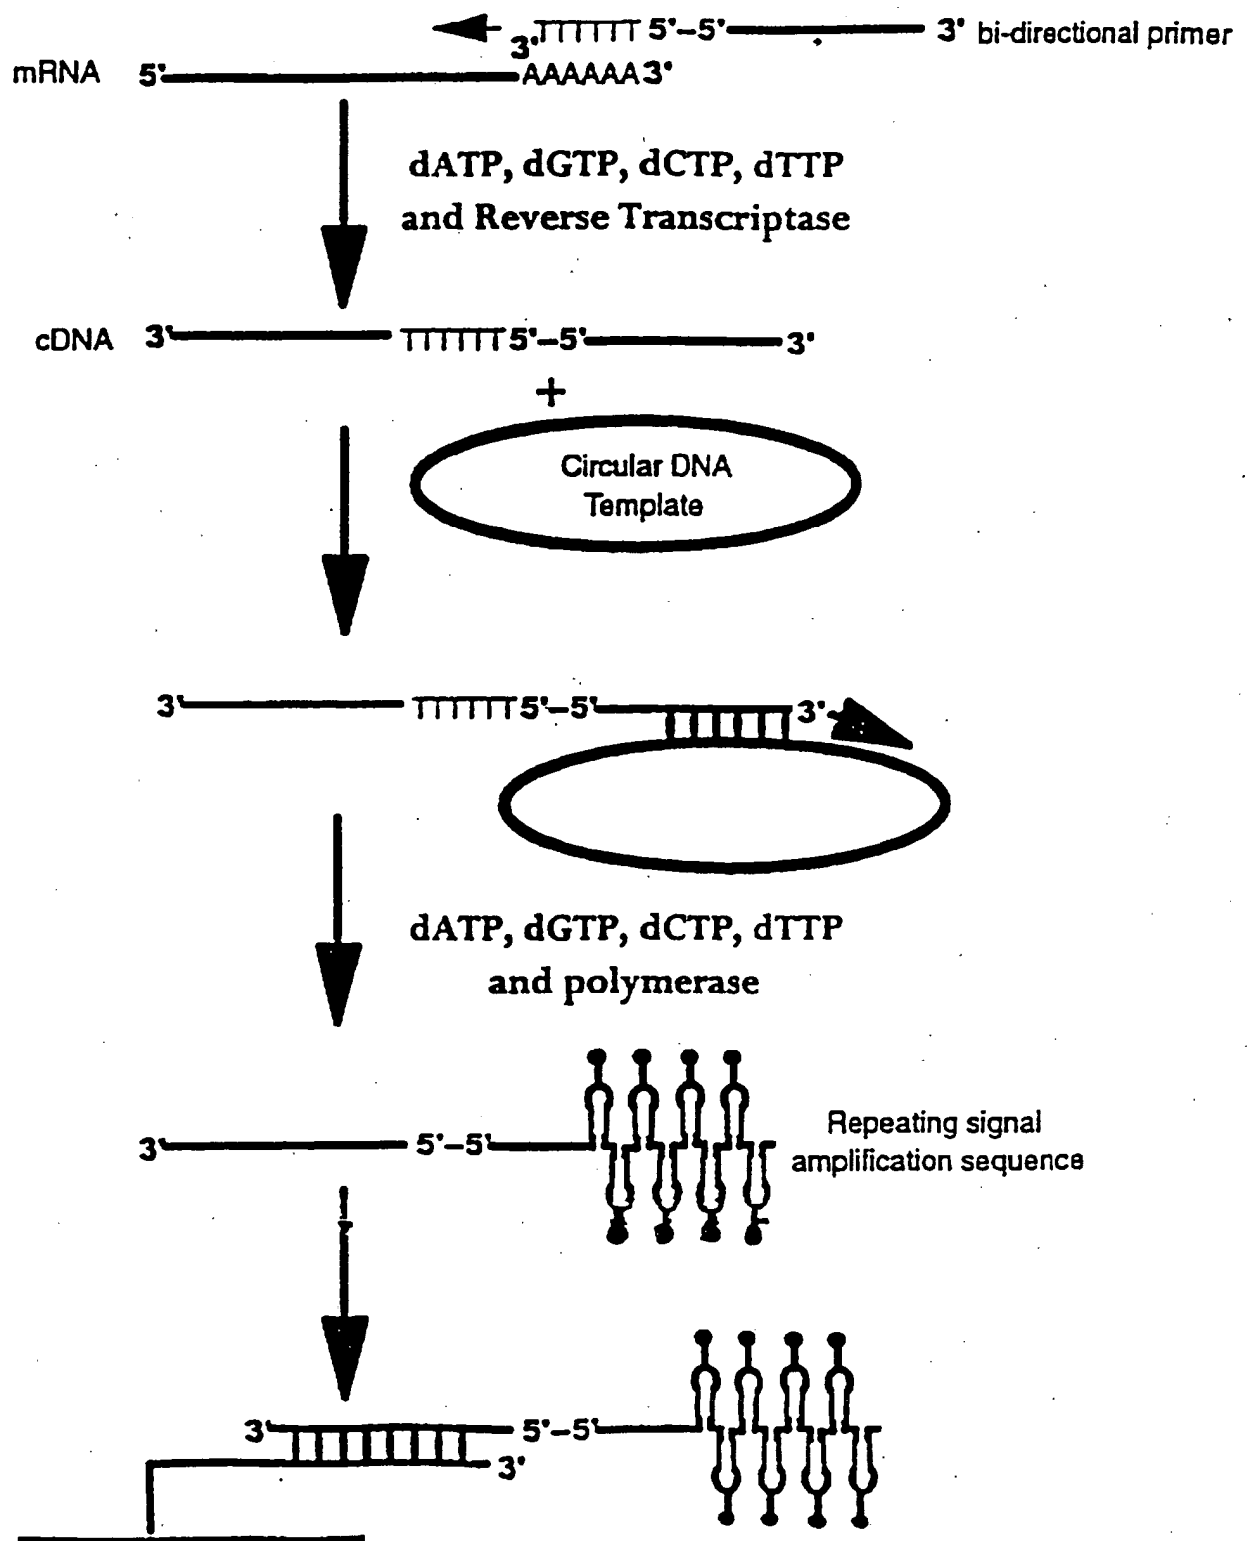 3' TTTTTT 5'–5' 3' bi-directional primer
mRNA 5' AAAAAA 3'
dATP, dGTP, dCTP, dTTP
and Reverse Transcriptase
cDNA 3' TTTTTT 5'–5' 3'
+
Circular DNA
Template
3' TTTTTT 5'–5' 3'
dATP, dGTP, dCTP, dTTP
and polymerase
3' 5'–5'
Repeating signal
amplification sequence
3' 5'–5'
3'